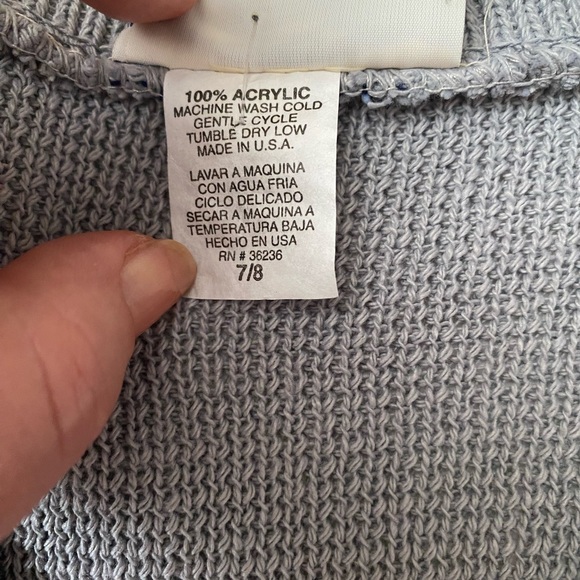 100% ACRYLIC
MACHINE WASH COLD
GENTLE CYCLE
TUMBLE DRY LOW
MADE IN U.S.A.
LAVAR A MAQUINA
CON AGUA FRIA
CICLO DELICADO
SECAR A MAQUINA A
TEMPERATURA BAJA
HECHO EN USA
RN # 36236
7/8